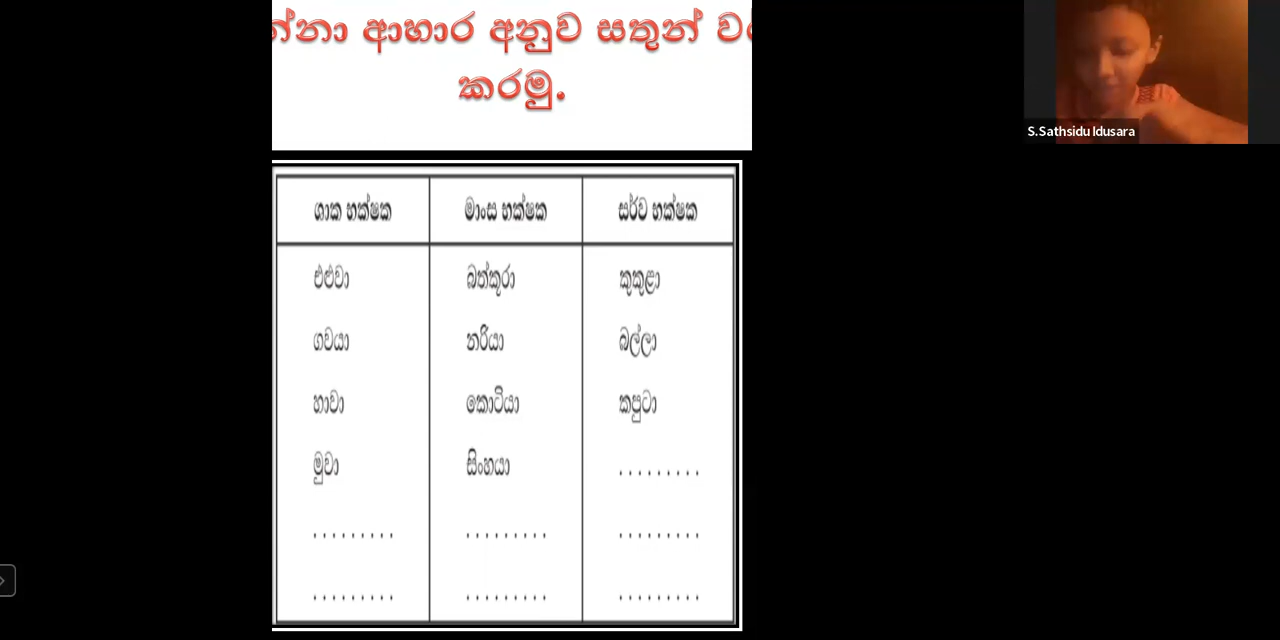 ආහාර අනුව සතුන්
කරමු.
S.Sathsidu Idusara
ශාක භක්ෂක මාංස භක්ෂක සර්ව භක්ෂක
එළුවා බත්කූරා කුකුළා
ගවයා නරියා බල්ලා
හාවා කොටියා කපුටා
මුවා සිංහයා .........
......... ......... .........
......... ......... .........